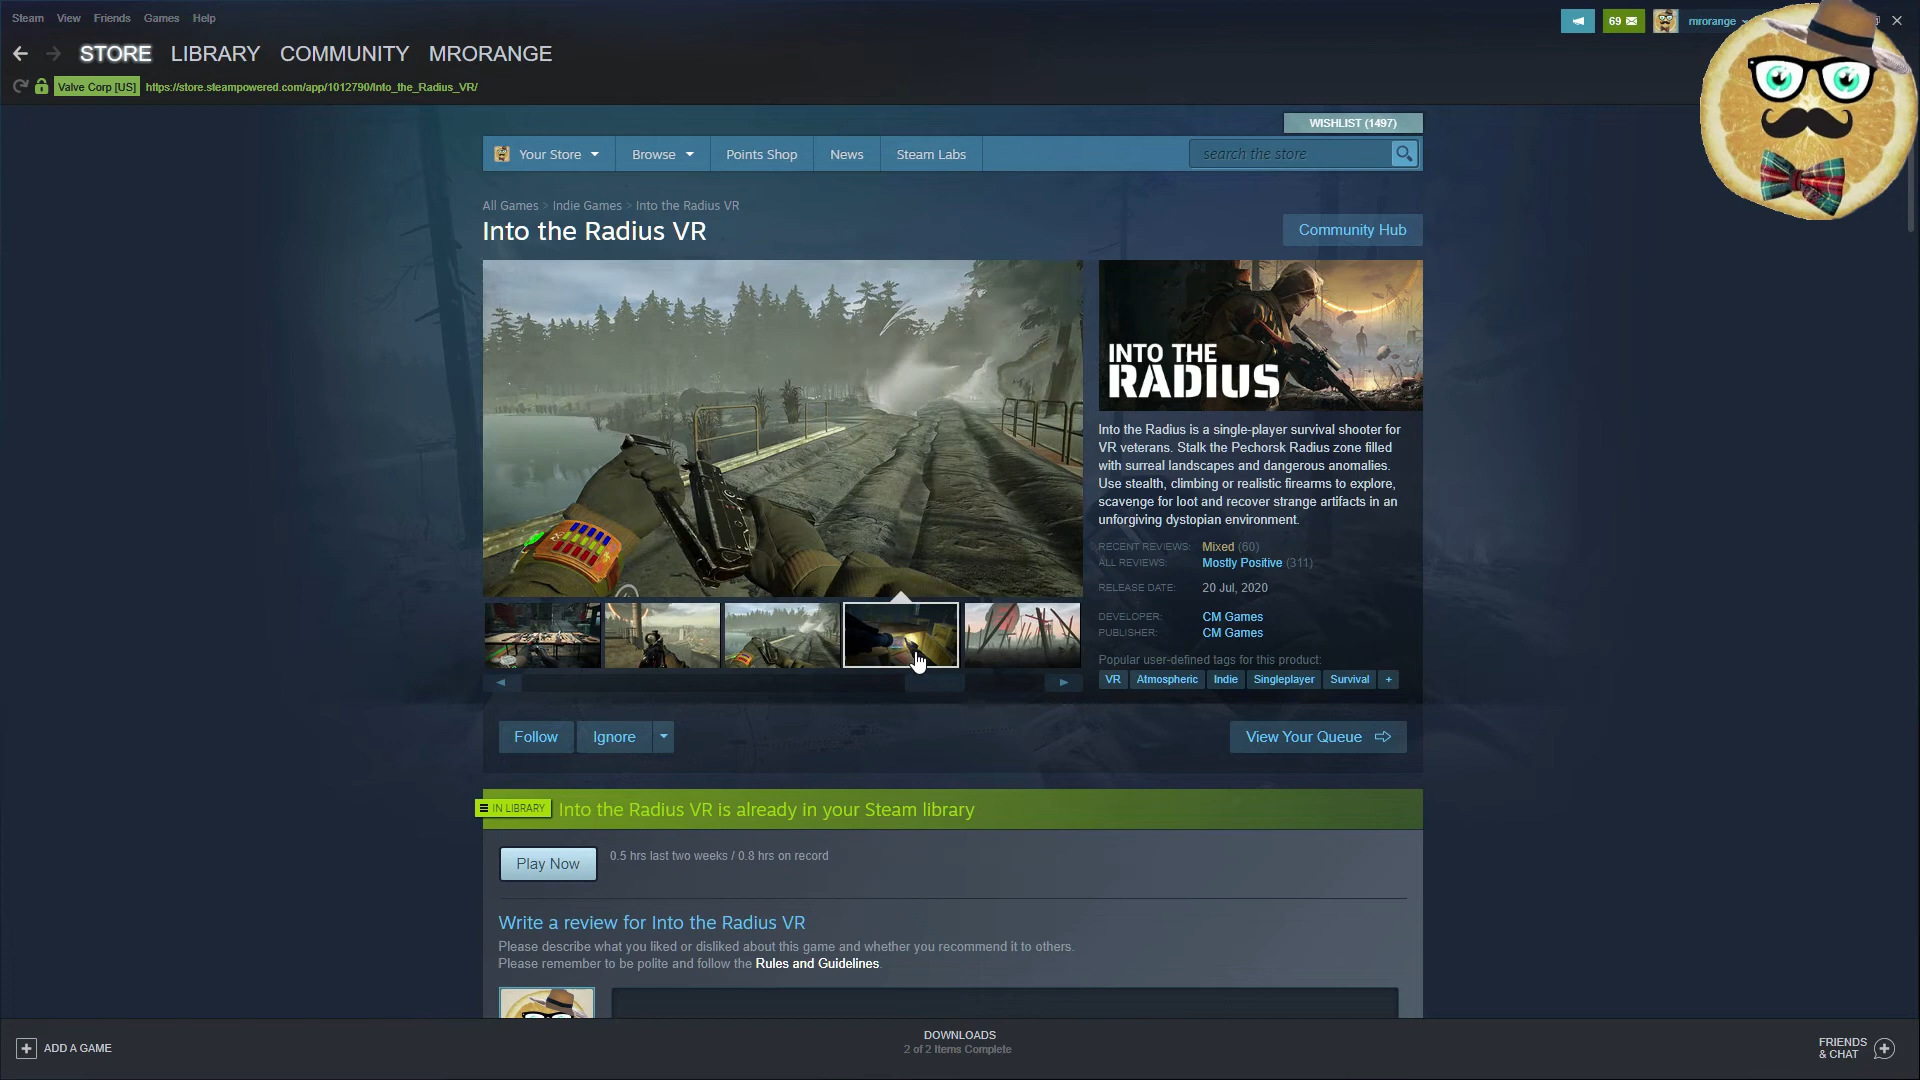 Steam View Friends Games Help
69
mrorange
STORE LIBRARY COMMUNITY MRORANGE
Valve Corp [US] https://store.steampowered.com/app/1012790/Into_the_Radius_VR/
WISHLIST (1497)
Your Store Browse Points Shop News Steam Labs
search the store
All Games > Indie Games > Into the Radius VR
Into the Radius VR
Community Hub
INTO THE
RADIUS
Into the Radius is a single-player survival shooter for
VR veterans. Stalk the Pechorsk Radius zone filled
with surreal landscapes and dangerous anomalies.
Use stealth, climbing or realistic firearms to explore,
scavenge for loot and recover strange artifacts in an
unforgiving dystopian environment.
RECENT REVIEWS: Mixed (60)
ALL REVIEWS: Mostly Positive (311)
RELEASE DATE: 20 Jul, 2020
DEVELOPER: CM Games
PUBLISHER: CM Games
Popular user-defined tags for this product:
VR Atmospheric Indie Singleplayer Survival +
Follow Ignore
View Your Queue
IN LIBRARY
Into the Radius VR is already in your Steam library
Play Now
0.5 hrs last two weeks / 0.8 hrs on record
Write a review for Into the Radius VR
Please describe what you liked or disliked about this game and whether you recommend it to others.
Please remember to be polite and follow the Rules and Guidelines.
ADD A GAME
DOWNLOADS
2 of 2 Items Complete
FRIENDS
& CHAT